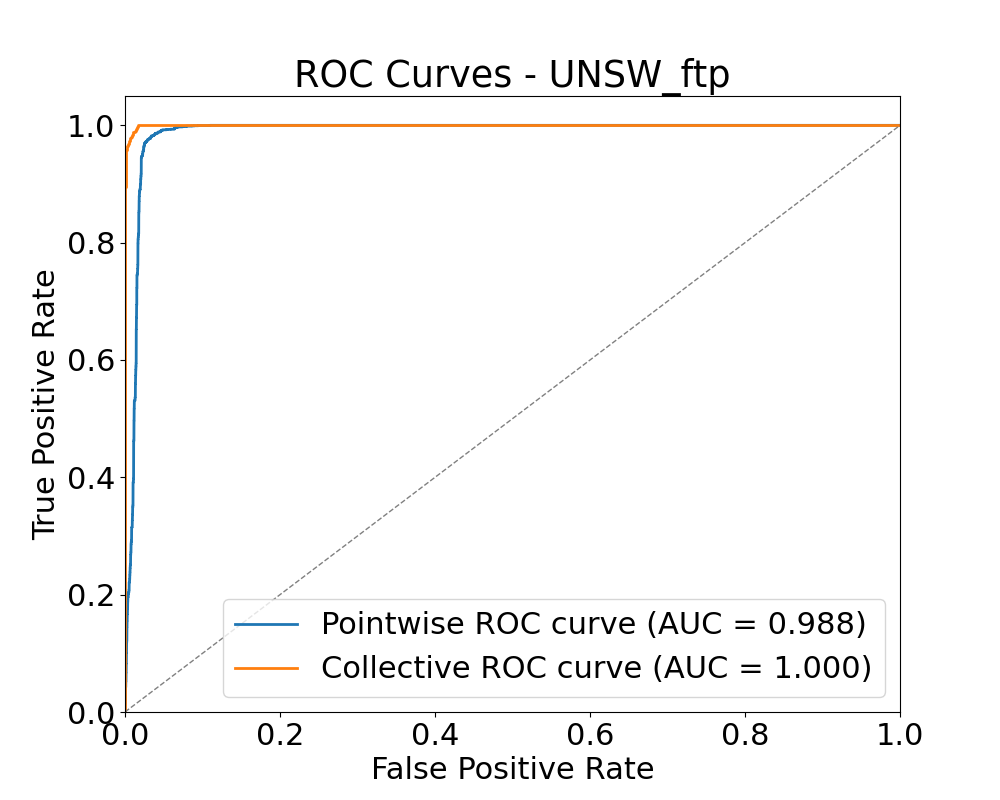 ROC Curves - UNSW_ftp
True Positive Rate
1.0
0.8
0.6
0.4
0.2
0.0
Pointwise ROC curve (AUC = 0.988)
Collective ROC curve (AUC = 1.000)
0.0 0.2 0.4 0.6 0.8 1.0
False Positive Rate